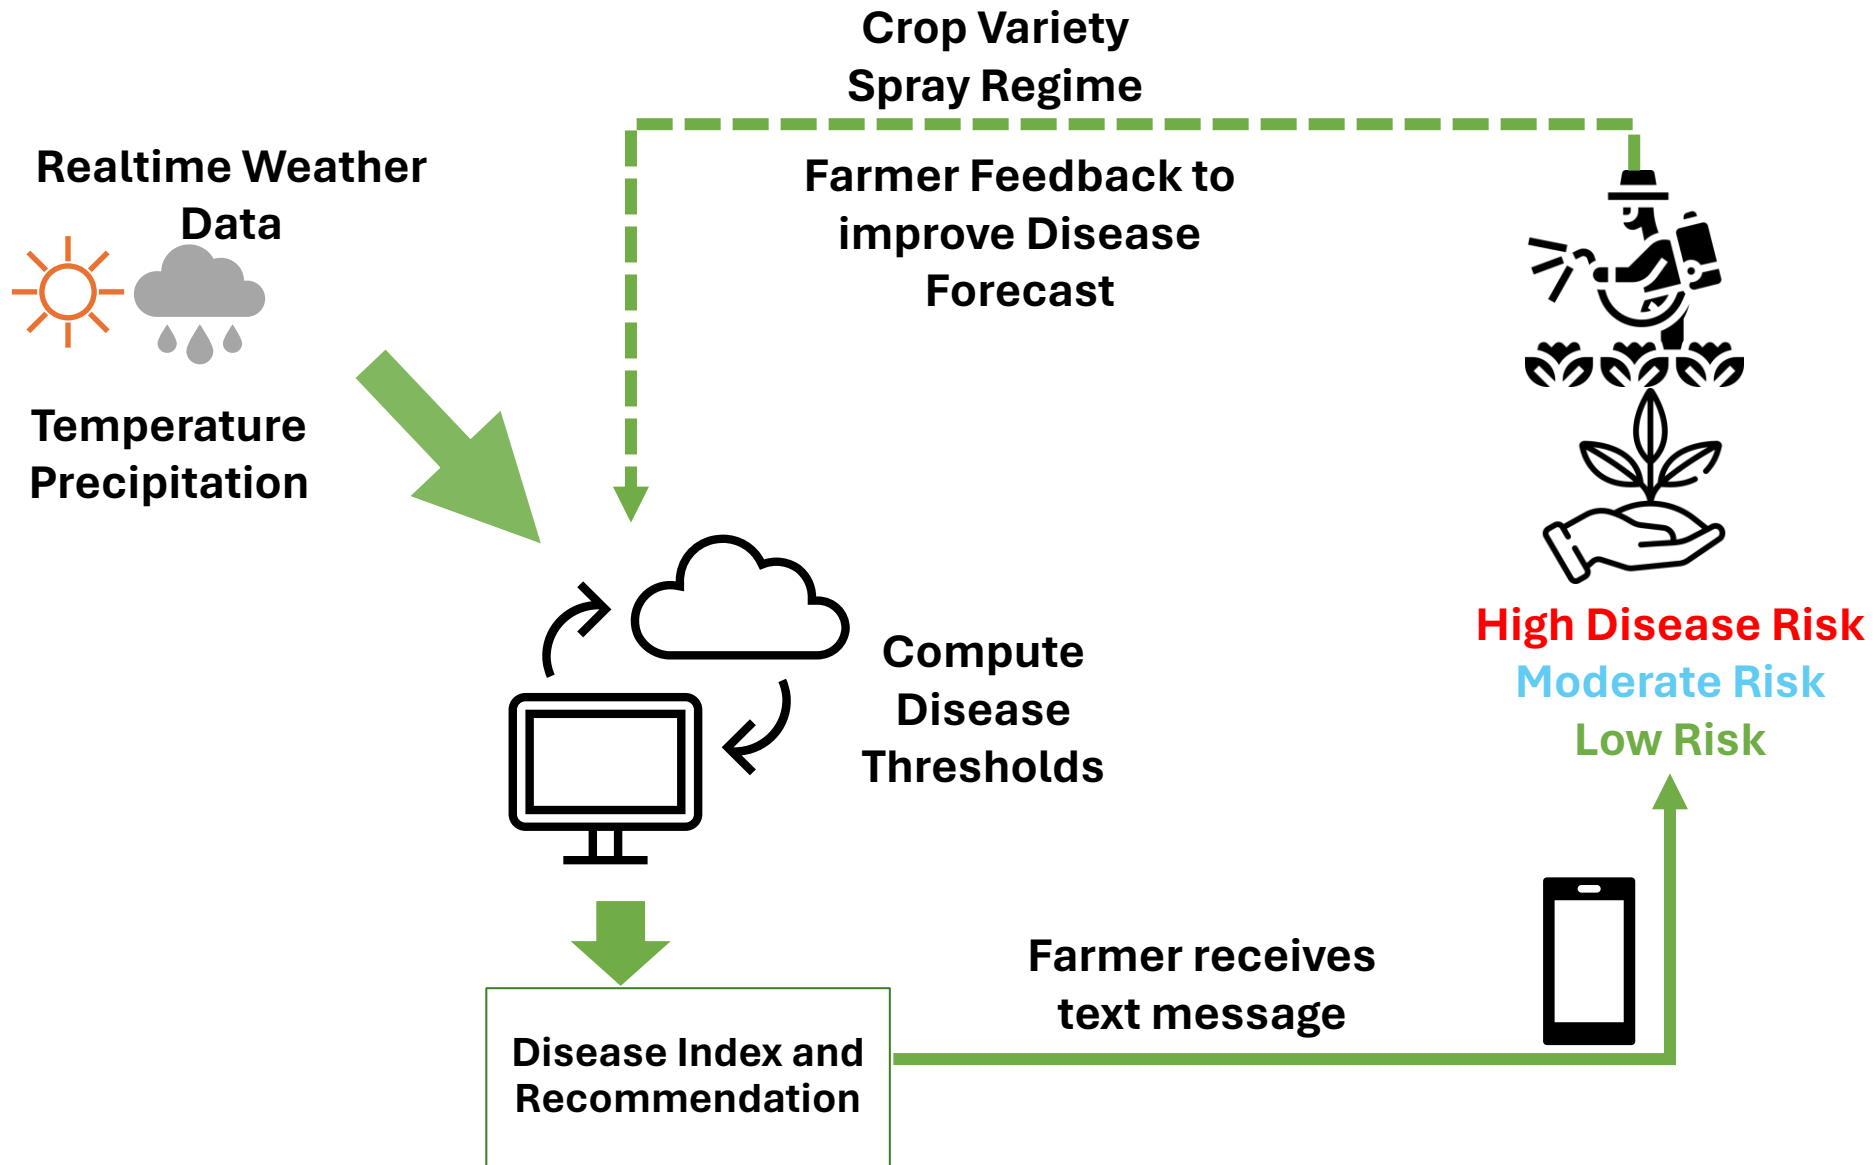 Crop Variety
Spray Regime
Realtime Weather
Data
Farmer Feedback to
improve Disease
Forecast
Temperature
Precipitation
Compute
Disease
Thresholds
High Disease Risk
Moderate Risk
Low Risk
Farmer receives
text message
Disease Index and
Recommendation